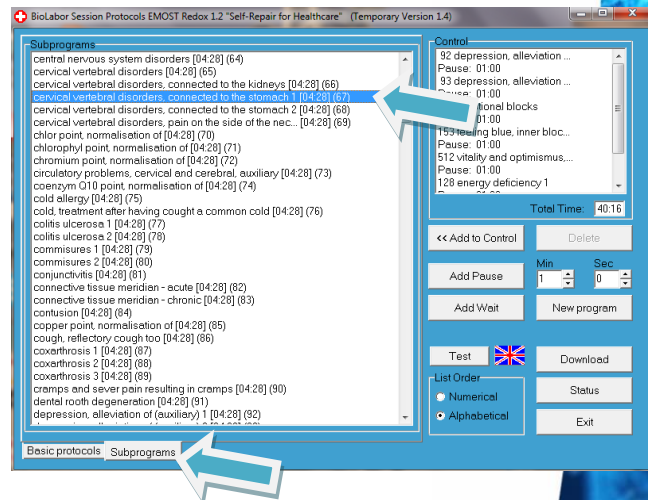 BioLabor Session Protocols EMOST Redox 1.2 "Self-Repair for Healthcare" (Temporary Version 1.4)
Subprograms
central nervous system disorders [04:28] (64)
cervical vertebral disorders [04:28] (65)
cervical vertebral disorders, connected to the kidneys [04:28] (66)
cervical vertebral disorders, connected to the stomach 1 [04:28] (67)
cervical vertebral disorders, connected to the stomach 2 [04:28] (68)
cervical vertebral disorders, pain on the side of the nec... [04:28] (69)
chlor point, normalisation of [04:28] (70)
chlorophyl point, normalisation of [04:28] (71)
chromium point, normalisation of [04:28] (72)
circulatory problems, cervical and cerebral, auxiliary [04:28] (73)
coenzym Q10 point, normalisation of [04:28] (74)
cold allergy [04:28] (75)
cold, treatment after having cought a common cold [04:28] (76)
colitis ulcerosa 1 [04:28] (77)
colitis ulcerosa 2 [04:28] (78)
commisures 1 [04:28] (79)
commisures 2 [04:28] (80)
conjunctivitis [04:28] (81)
connective tissue meridian - acute [04:28] (82)
connective tissue meridian - chronic [04:28] (83)
contusion [04:28] (84)
copper point, normalisation of [04:28] (85)
cough, reflectory cough too [04:28] (86)
coxarthrosis 1 [04:28] (87)
coxarthrosis 2 [04:28] (88)
coxarthrosis 3 [04:28] (89)
cramps and sever pain resulting in cramps [04:28] (90)
dental rooth degeneration [04:28] (91)
depression, alleviation of (auxiliary) 1 [04:28] (92)
Basic protocols
Subprograms
Control
92 depression, alleviation ...
Pause: 01:00
93 depression, alleviation ...
Pause: 01:00
tional blocks
01:00
153 feeling blue, inner bloc...
Pause: 01:00
512 vitality and optimismus,...
Pause: 01:00
128 energy deficiency 1
Total Time: 40:16
<< Add to Control
Delete
Add Pause
Min
Sec
1
0
Add Wait
New program
Test
Download
List Order
Numerical
Alphabetical
Status
Exit